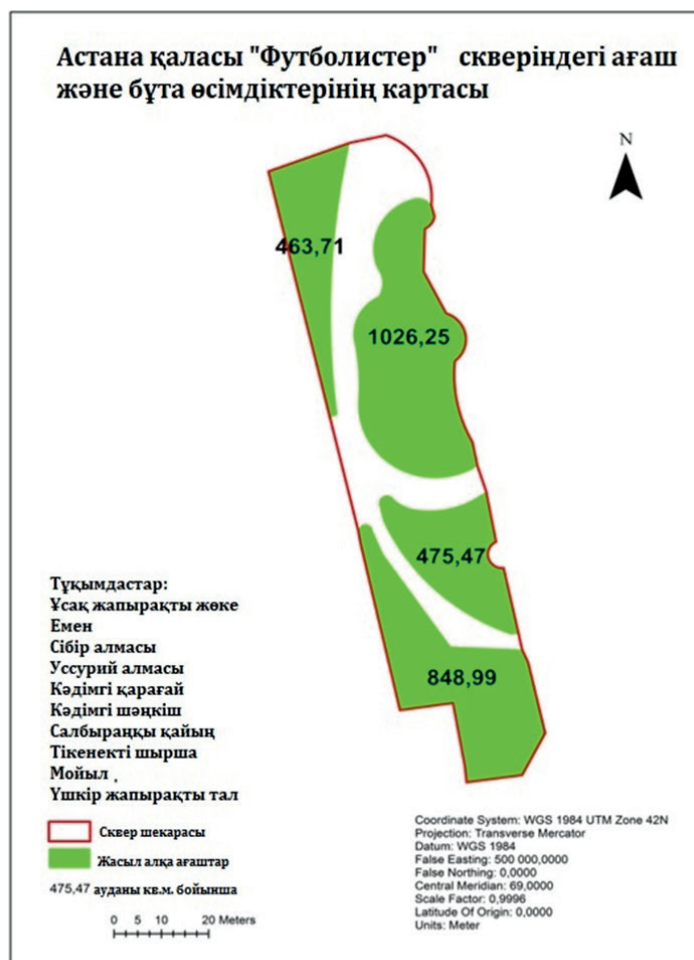 Астана қаласы "Футболистер" скверіндегі ағаш
және бұта өсімдіктерінің картасы
N
463,71
1026,25
475,47
848,99
Тұқымдастар:
Ұсақ жапырақты жөке
Емен
Сібір алмасы
Уссурий алмасы
Кәдімгі қарағай
Кәдімгі шәңкіш
Салбыраңқы қайың
Тікенекті шырша
Мойыл .
Үшкір жапырақты тал
Сквер шекарасы
Жасыл алқа ағаштар
475,47 ауданы кв.м. бойынша
0 5 10 20 Meters
Coordinate System: WGS 1984 UTM Zone 42N
Projection: Transverse Mercator
Datum: WGS 1984
False Easting: 500 000,0000
False Northing: 0,0000
Central Meridian: 69,0000
Scale Factor: 0,9996
Latitude Of Origin: 0,0000
Units: Meter